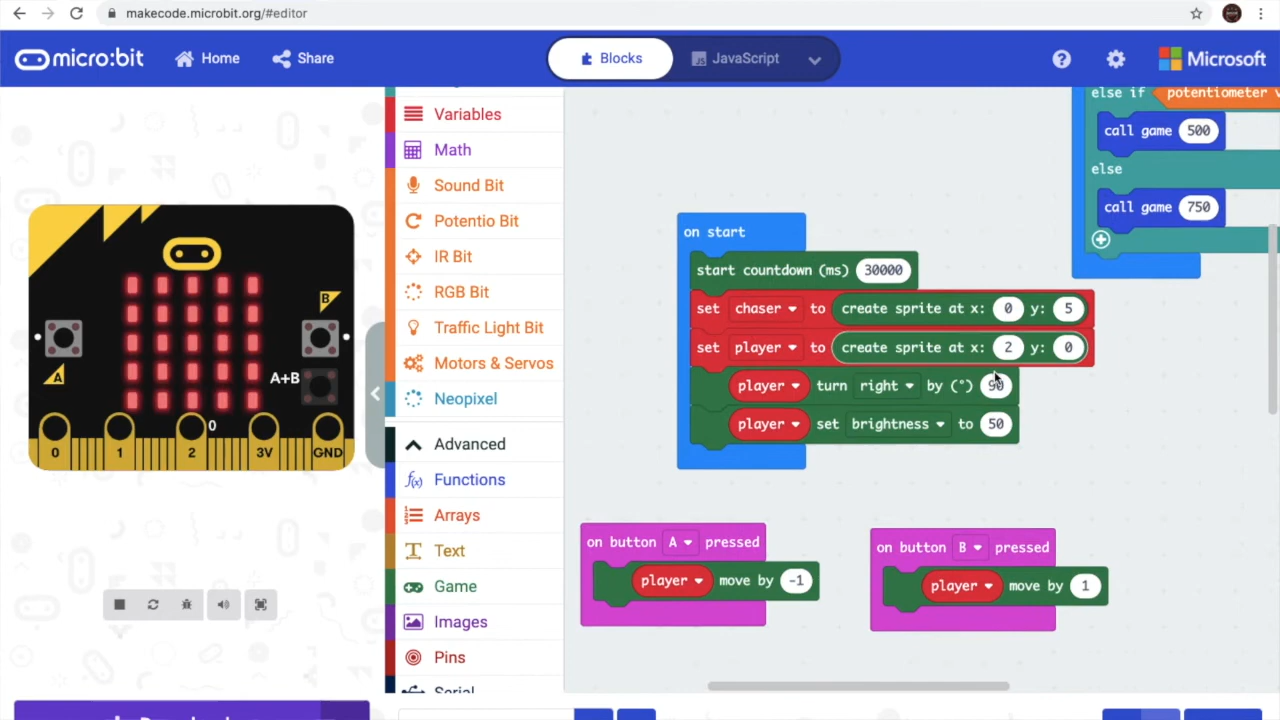 makecode.microbit.org/#editor
micro:bit Home Share Blocks JavaScript Microsoft
B
A
A+B
0
0 1 2 3V GND
Variables
Math
Sound Bit
Potentio Bit
IR Bit
RGB Bit
Traffic Light Bit
Motors & Servos
Neopixel
Advanced
Functions
Arrays
Text
Game
Images
Pins
Serial
else if potentiometer v
call game 500
else
call game 750
on start
start countdown (ms) 30000
set chaser to create sprite at x: 0 y: 5
set player to create sprite at x: 2 y: 0
player turn right by (°) 90
player set brightness to 50
on button A pressed
player move by -1
on button B pressed
player move by 1